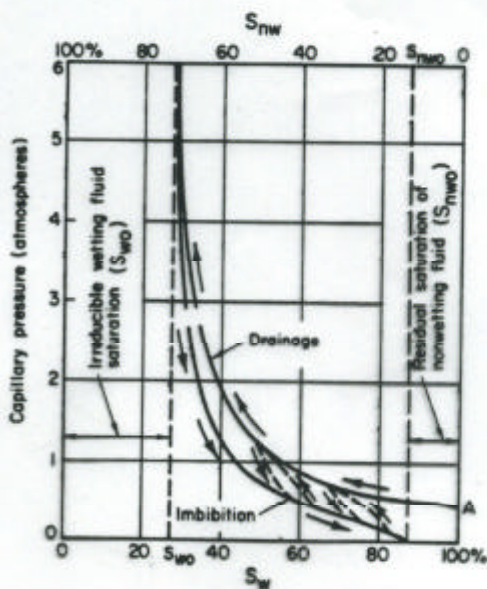 Snw
100%
80
60
40
20
Snwo
0
6
5
4
3
2
1
0
Capillary pressure (atmospheres)
Irreducible wetting fluid
saturation (Swo)
Residual saturation of
nonwetting fluid (Snwo)
Drainage
Imbibition
A
0
20
Swo
40
60
80
100%
Sw